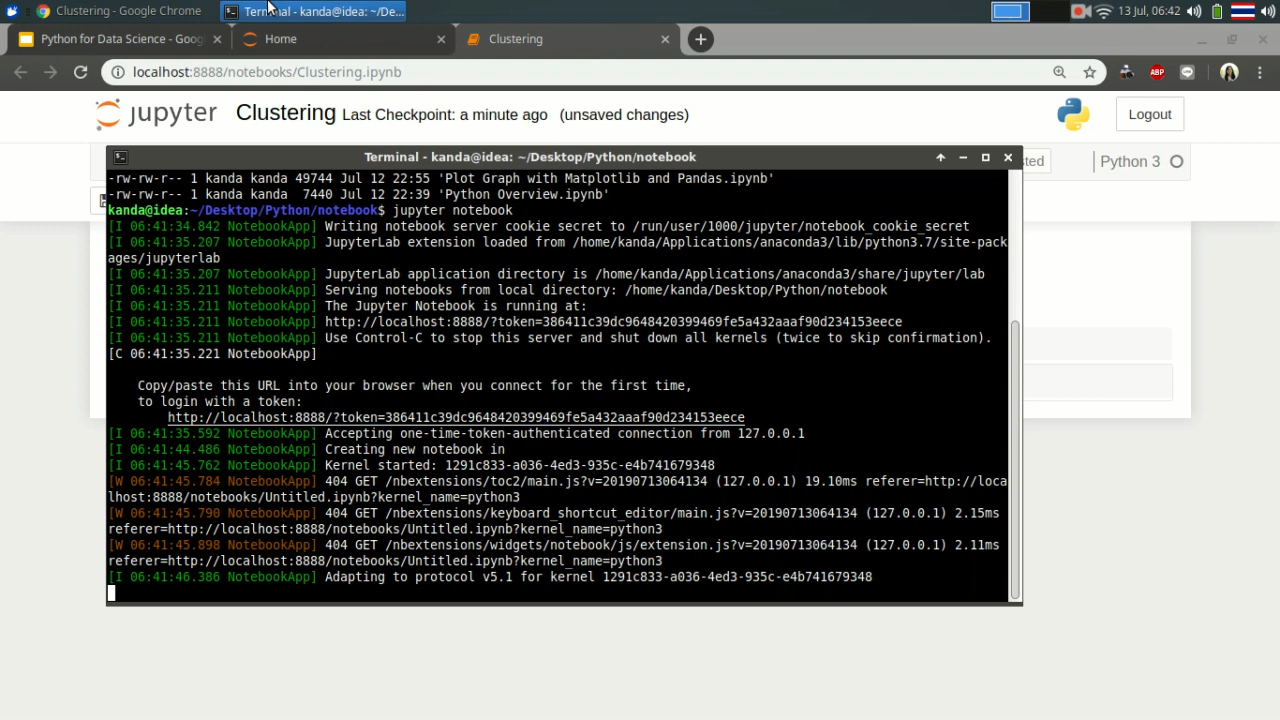 Clustering - Google Chrome
Terminal - kanda@idea: ~/De...
13 Jul, 06:42
Python for Data Science - Goog
Home
Clustering
localhost:8888/notebooks/Clustering.ipynb
ABP
jupyter Clustering Last Checkpoint: a minute ago (unsaved changes)
Logout
Terminal - kanda@idea: ~/Desktop/Python/notebook
Python 3
-rw-rw-r-- 1 kanda kanda 49744 Jul 12 22:55 'Plot Graph with Matplotlib and Pandas.ipynb'
-rw-rw-r-- 1 kanda kanda  7440 Jul 12 22:39 'Python Overview.ipynb'
kanda@idea:~/Desktop/Python/notebook$ jupyter notebook
[I 06:41:34.842 NotebookApp] Writing notebook server cookie secret to /run/user/1000/jupyter/notebook_cookie_secret
[I 06:41:35.207 NotebookApp] JupyterLab extension loaded from /home/kanda/Applications/anaconda3/lib/python3.7/site-pack
ages/jupyterlab
[I 06:41:35.207 NotebookApp] JupyterLab application directory is /home/kanda/Applications/anaconda3/share/jupyter/lab
[I 06:41:35.211 NotebookApp] Serving notebooks from local directory: /home/kanda/Desktop/Python/notebook
[I 06:41:35.211 NotebookApp] The Jupyter Notebook is running at:
[I 06:41:35.211 NotebookApp] http://localhost:8888/?token=386411c39dc9648420399469fe5a432aaaf90d234153eece
[I 06:41:35.211 NotebookApp] Use Control-C to stop this server and shut down all kernels (twice to skip confirmation).
[C 06:41:35.221 NotebookApp]
Copy/paste this URL into your browser when you connect for the first time,
to login with a token:
http://localhost:8888/?token=386411c39dc9648420399469fe5a432aaaf90d234153eece
[I 06:41:35.592 NotebookApp] Accepting one-time-token-authenticated connection from 127.0.0.1
[I 06:41:44.486 NotebookApp] Creating new notebook in
[I 06:41:45.762 NotebookApp] Kernel started: 1291c833-a036-4ed3-935c-e4b741679348
[W 06:41:45.784 NotebookApp] 404 GET /nbextensions/toc2/main.js?v=20190713064134 (127.0.0.1) 19.10ms referer=http://loca
lhost:8888/notebooks/Untitled.ipynb?kernel_name=python3
[W 06:41:45.790 NotebookApp] 404 GET /nbextensions/keyboard_shortcut_editor/main.js?v=20190713064134 (127.0.0.1) 2.15ms
referer=http://localhost:8888/notebooks/Untitled.ipynb?kernel_name=python3
[W 06:41:45.898 NotebookApp] 404 GET /nbextensions/widgets/notebook/js/extension.js?v=20190713064134 (127.0.0.1) 2.11ms
referer=http://localhost:8888/notebooks/Untitled.ipynb?kernel_name=python3
[I 06:41:46.386 NotebookApp] Adapting to protocol v5.1 for kernel 1291c833-a036-4ed3-935c-e4b741679348